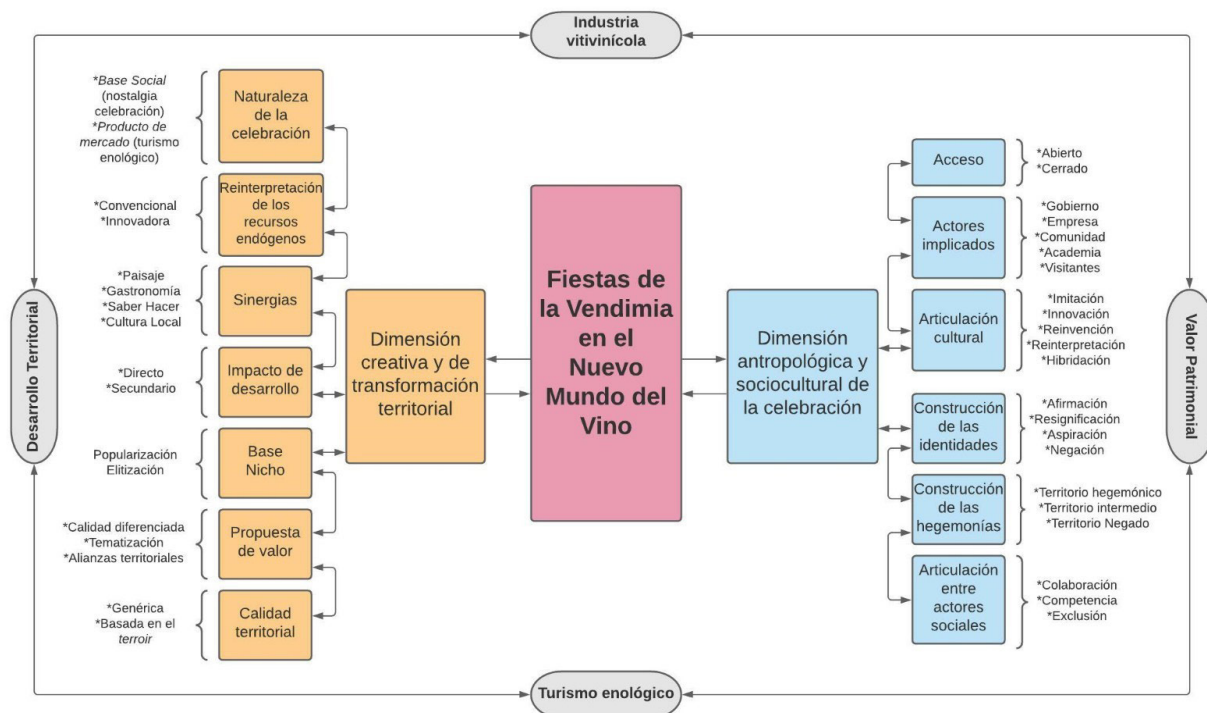 Industria
vitivinícola
*Base Social
(nostalgia
celebración)
*Producto de
mercado (turismo
enológico)
Naturaleza
de la
celebración
*Convencional
*Innovadora
Reinterpretación
de los
recursos
endógenos
*Paisaje
*Gastronomía
*Saber Hacer
*Cultura Local
Sinergias
*Directo
*Secundario
Impacto de
desarrollo
Popularización
Elitización
Base
Nicho
*Calidad diferenciada
*Tematización
*Alianzas territoriales
Propuesta
de valor
*Genérica
*Basada en el
terroir
Calidad
territorial
Desarrollo Territorial
Dimensión
creativa y de
transformación
territorial
Fiestas de
la Vendimia
en el
Nuevo
Mundo del
Vino
Dimensión
antropológica y
sociocultural de
la celebración
Acceso
*Abierto
*Cerrado
Actores
implicados
*Gobierno
*Empresa
*Comunidad
*Academia
*Visitantes
Articulación
cultural
*Imitación
*Innovación
*Reinvención
*Reinterpretación
*Hibridación
Construcción
de las
identidades
*Afirmación
*Resignificación
*Aspiración
*Negación
Construcción
de las
hegemonías
*Territorio hegemónico
*Territorio intermedio
*Territorio Negado
Articulación
entre
actores
sociales
*Colaboración
*Competencia
*Exclusión
Valor Patrimonial
Turismo enológico